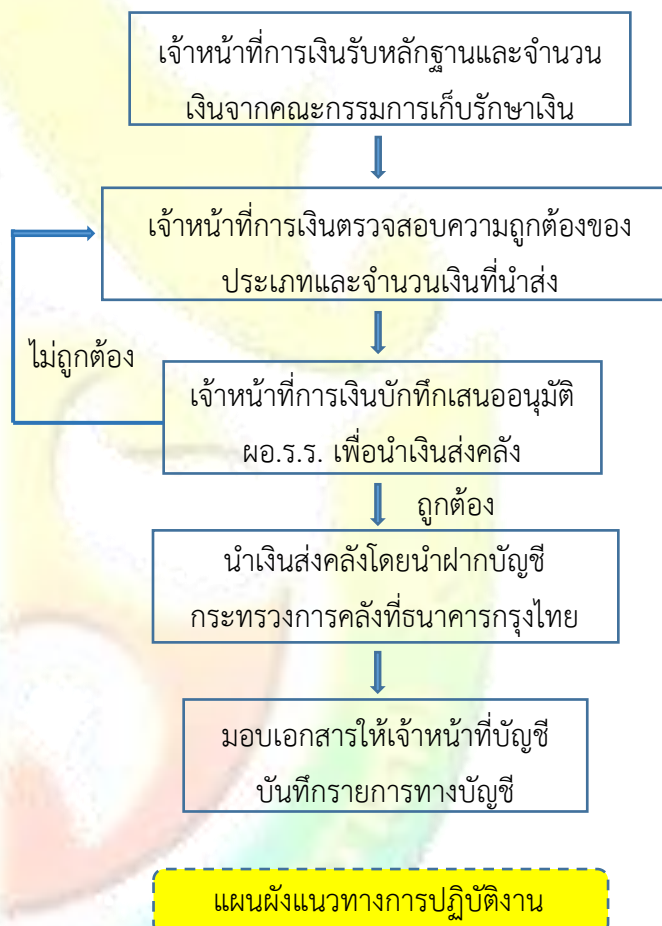 เจ้าหน้าที่การเงินรับหลักฐานและจำนวน
เงินจากคณะกรรมการเก็บรักษาเงิน
เจ้าหน้าที่การเงินตรวจสอบความถูกต้องของ
ประเภทและจำนวนเงินที่นำส่ง
ไม่ถูกต้อง
เจ้าหน้าที่การเงินบักทึกเสนออนุมัติ
ผอ.ร.ร. เพื่อนำเงินส่งคลัง
ถูกต้อง
นำเงินส่งคลังโดยนำฝากบัญชี
กระทรวงการคลังที่ธนาคารกรุงไทย
มอบเอกสารให้เจ้าหน้าที่บัญชี
บันทึกรายการทางบัญชี
แผนผังแนวทางการปฏิบัติงาน